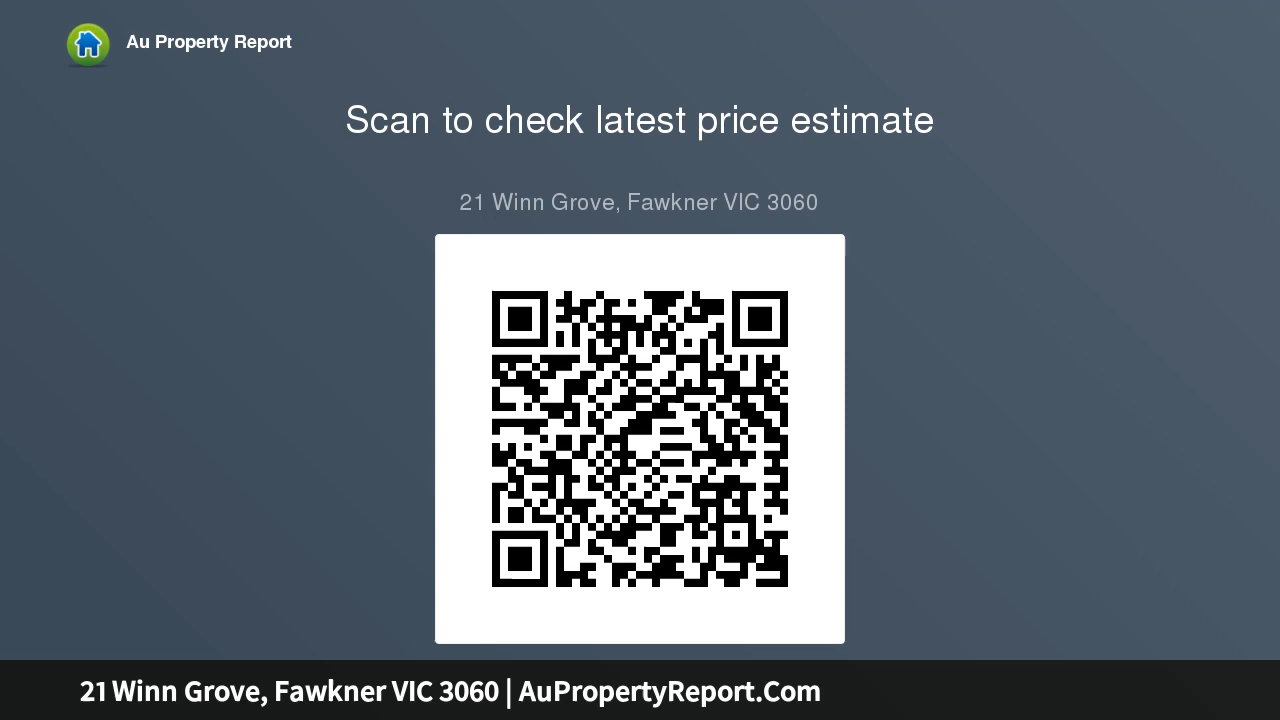 Au Property Report
Scan to check latest price estimate
21 Winn Grove, Fawkner VIC 3060
21 Winn Grove, Fawkner VIC 3060 | AuPropertyReport.Com